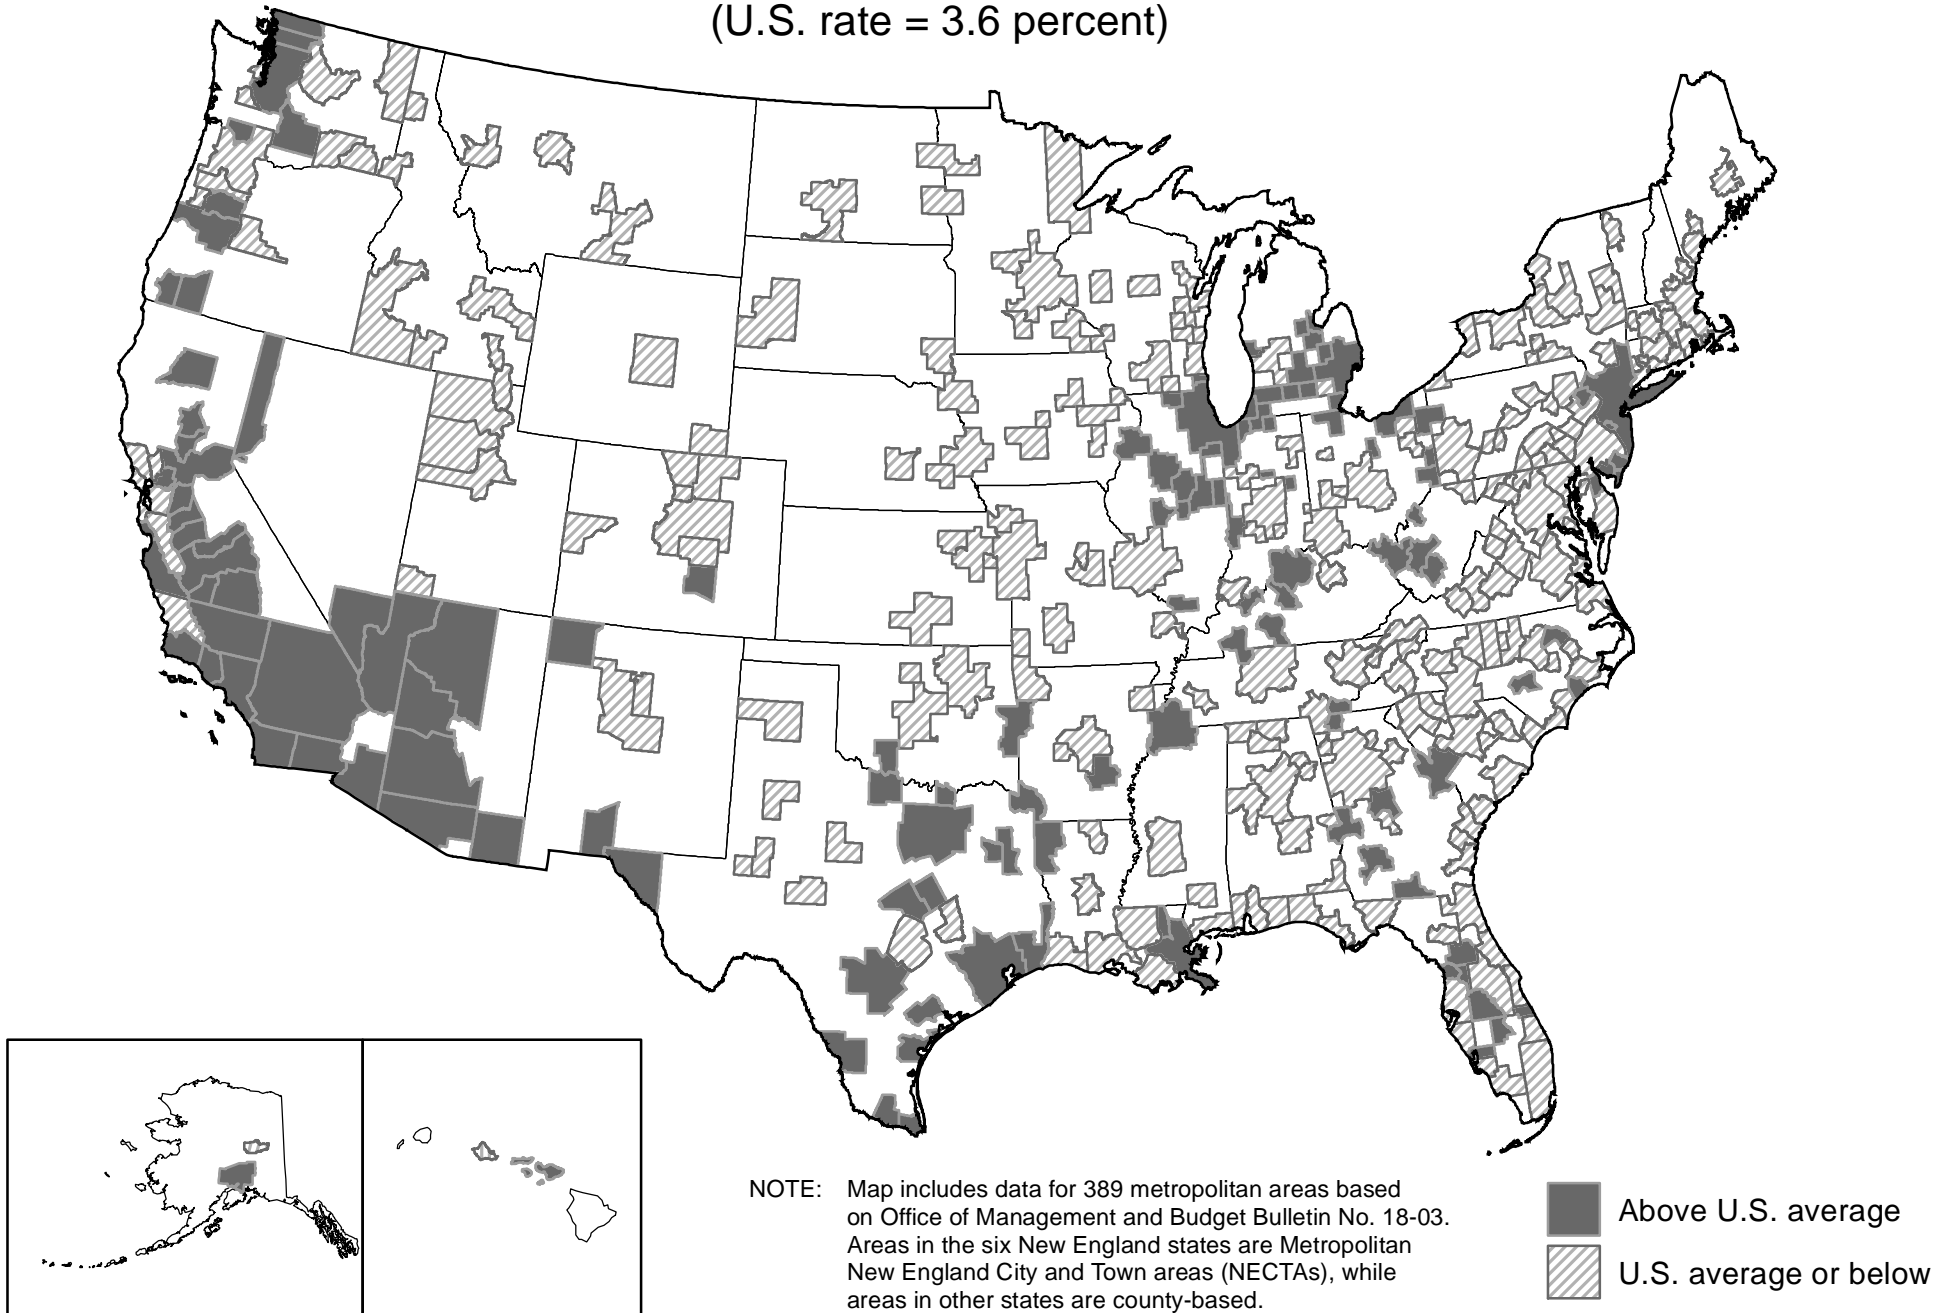 (U.S. rate = 3.6 percent)
NOTE: Map includes data for 389 metropolitan areas based
on Office of Management and Budget Bulletin No. 18-03.
Areas in the six New England states are Metropolitan
New England City and Town areas (NECTAs), while
areas in other states are county-based.
Above U.S. average
U.S. average or below